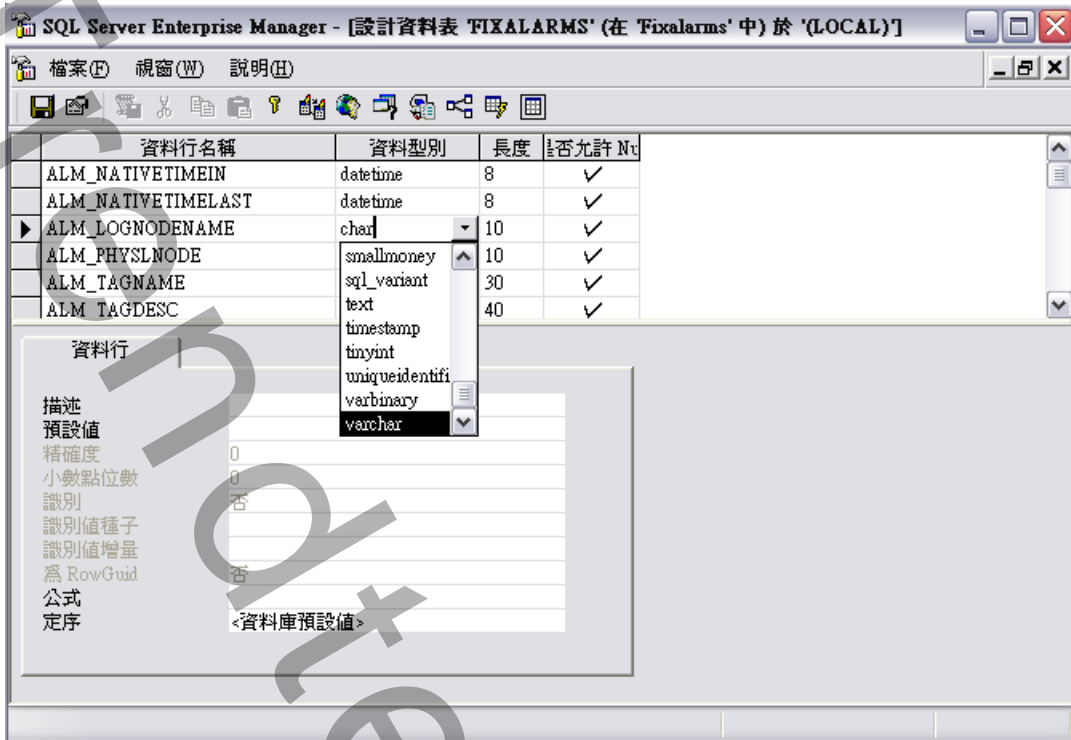 SQL Server Enterprise Manager - [設計資料表 'FIXALARMS' (在 'Fixalarms' 中) 於 '(LOCAL)']
檔案(F) 視窗(W) 說明(H)
資料行名稱 資料型別 長度 是否允許 Nu
ALM_NATIVETIMEIN datetime 8
ALM_NATIVETIMELAST datetime 8
ALM_LOGNODENAME char 10
ALM_PHYSLNODE 10
ALM_TAGNAME 30
ALM_TAGDESC 40
smallmoney
sql_variant
text
timestamp
tinyint
uniqueidentifi
varbinary
varchar
資料行
描述
預設值
精確度 0
小數點位數 0
識別 否
識別值種子
識別值增量
為 RowGuid 否
公式
定序 <資料庫預設值>
Trendte